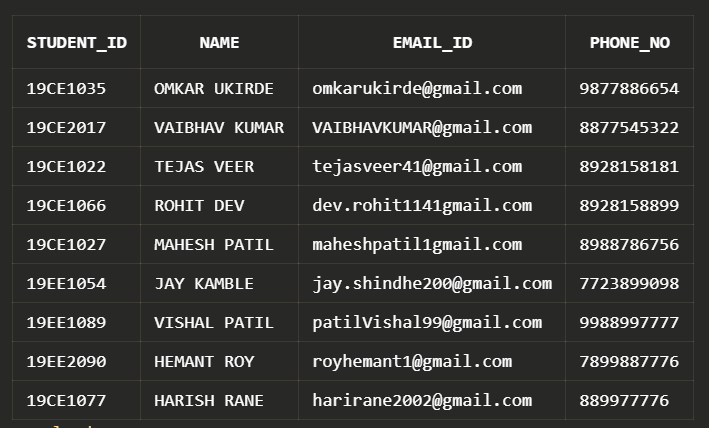 STUDENT_ID NAME EMAIL_ID PHONE_NO
19CE1035 OMKAR UKIRDE omkarukirde@gmail.com 9877886654
19CE2017 VAIBHAV KUMAR VAIBHAVKUMAR@gmail.com 8877545322
19CE1022 TEJAS VEER tejasveer41@gmail.com 8928158181
19CE1066 ROHIT DEV dev.rohit1141gmail.com 8928158899
19CE1027 MAHESH PATIL maheshpatil1gmail.com 8988786756
19EE1054 JAY KAMBLE jay.shindhe200@gmail.com 7723899098
19EE1089 VISHAL PATIL patilVishal99@gmail.com 9988997777
19EE2090 HEMANT ROY royhemant1@gmail.com 7899887776
19CE1077 HARISH RANE harirane2002@gmail.com 889977776